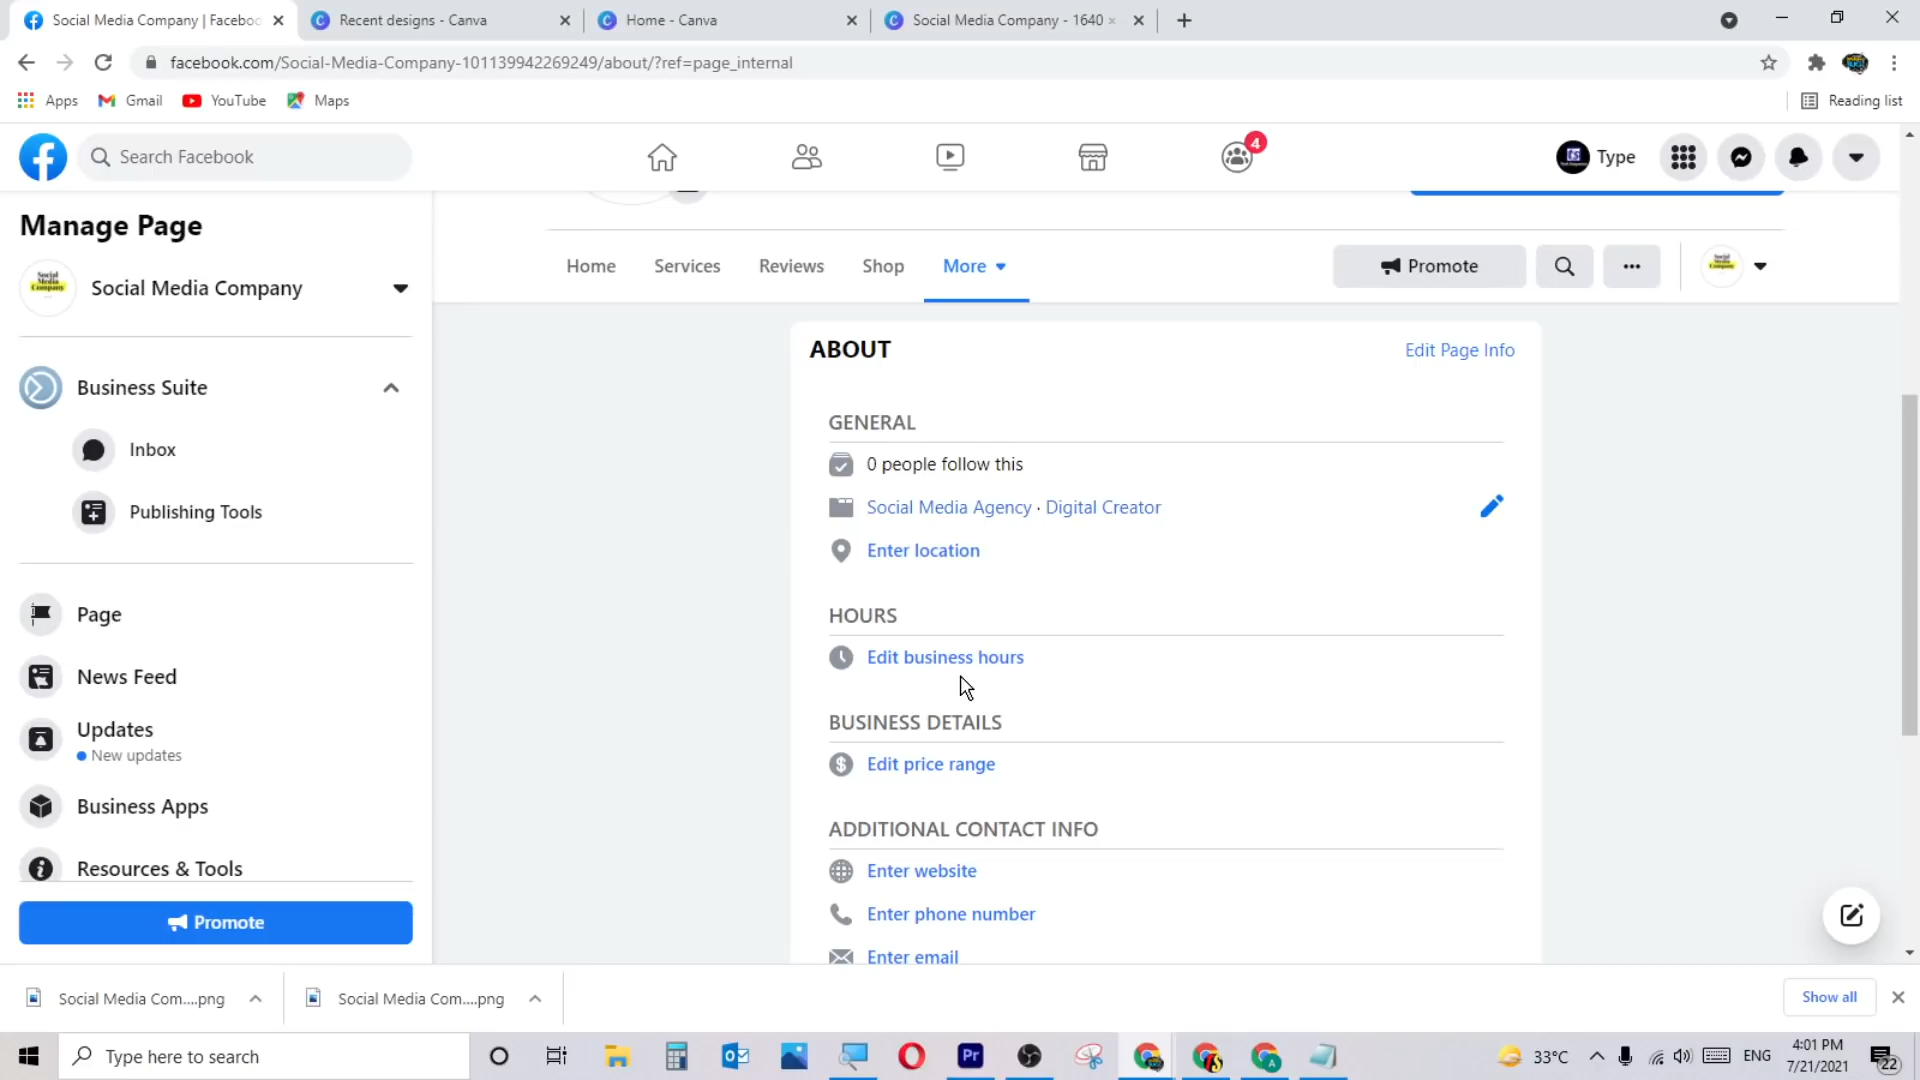 Social Media Company | Faceboo
Recent designs - Canva
Home - Canva
Social Media Company - 1640 ×
facebook.com/Social-Media-Company-101139942269249/about/?ref=page_internal
Apps
Gmail
YouTube
Maps
Reading list
Search Facebook
4
Type
Manage Page
Social Media Company
Home
Services
Reviews
Shop
More
Promote
Social
Media
Company
Business Suite
Inbox
Publishing Tools
Page
News Feed
Updates
New updates
Business Apps
Resources & Tools
Promote
ABOUT
Edit Page Info
GENERAL
0 people follow this
Social Media Agency · Digital Creator
Enter location
HOURS
Edit business hours
BUSINESS DETAILS
Edit price range
ADDITIONAL CONTACT INFO
Enter website
Enter phone number
Enter email
Social Media Com....png
Social Media Com....png
Show all
Type here to search
Pr
33°C
ENG
4:01 PM
7/21/2021
22